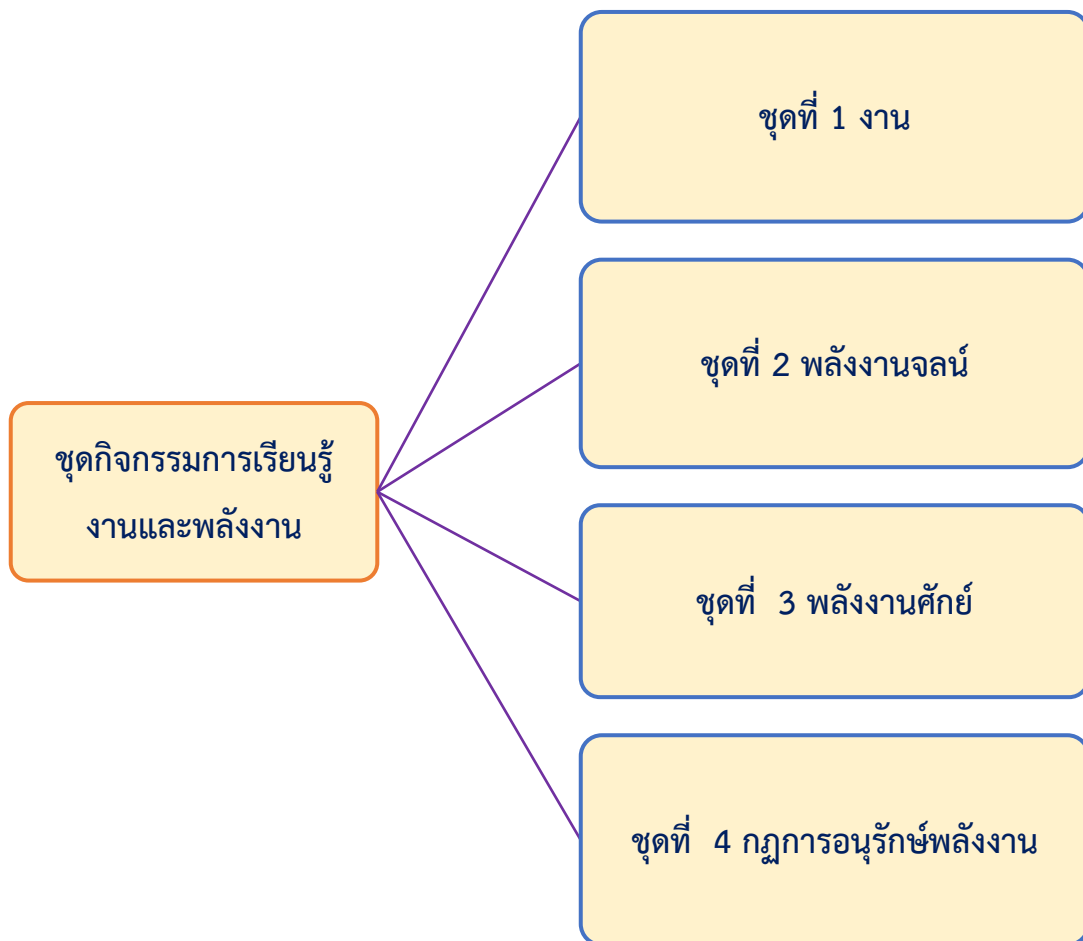 ชุดกิจกรรมการเรียนรู้
งานและพลังงาน
ชุดที่ 1 งาน
ชุดที่ 2 พลังงานจลน์
ชุดที่  3 พลังงานศักย์
ชุดที่  4 กฏการอนุรักษ์พลังงาน